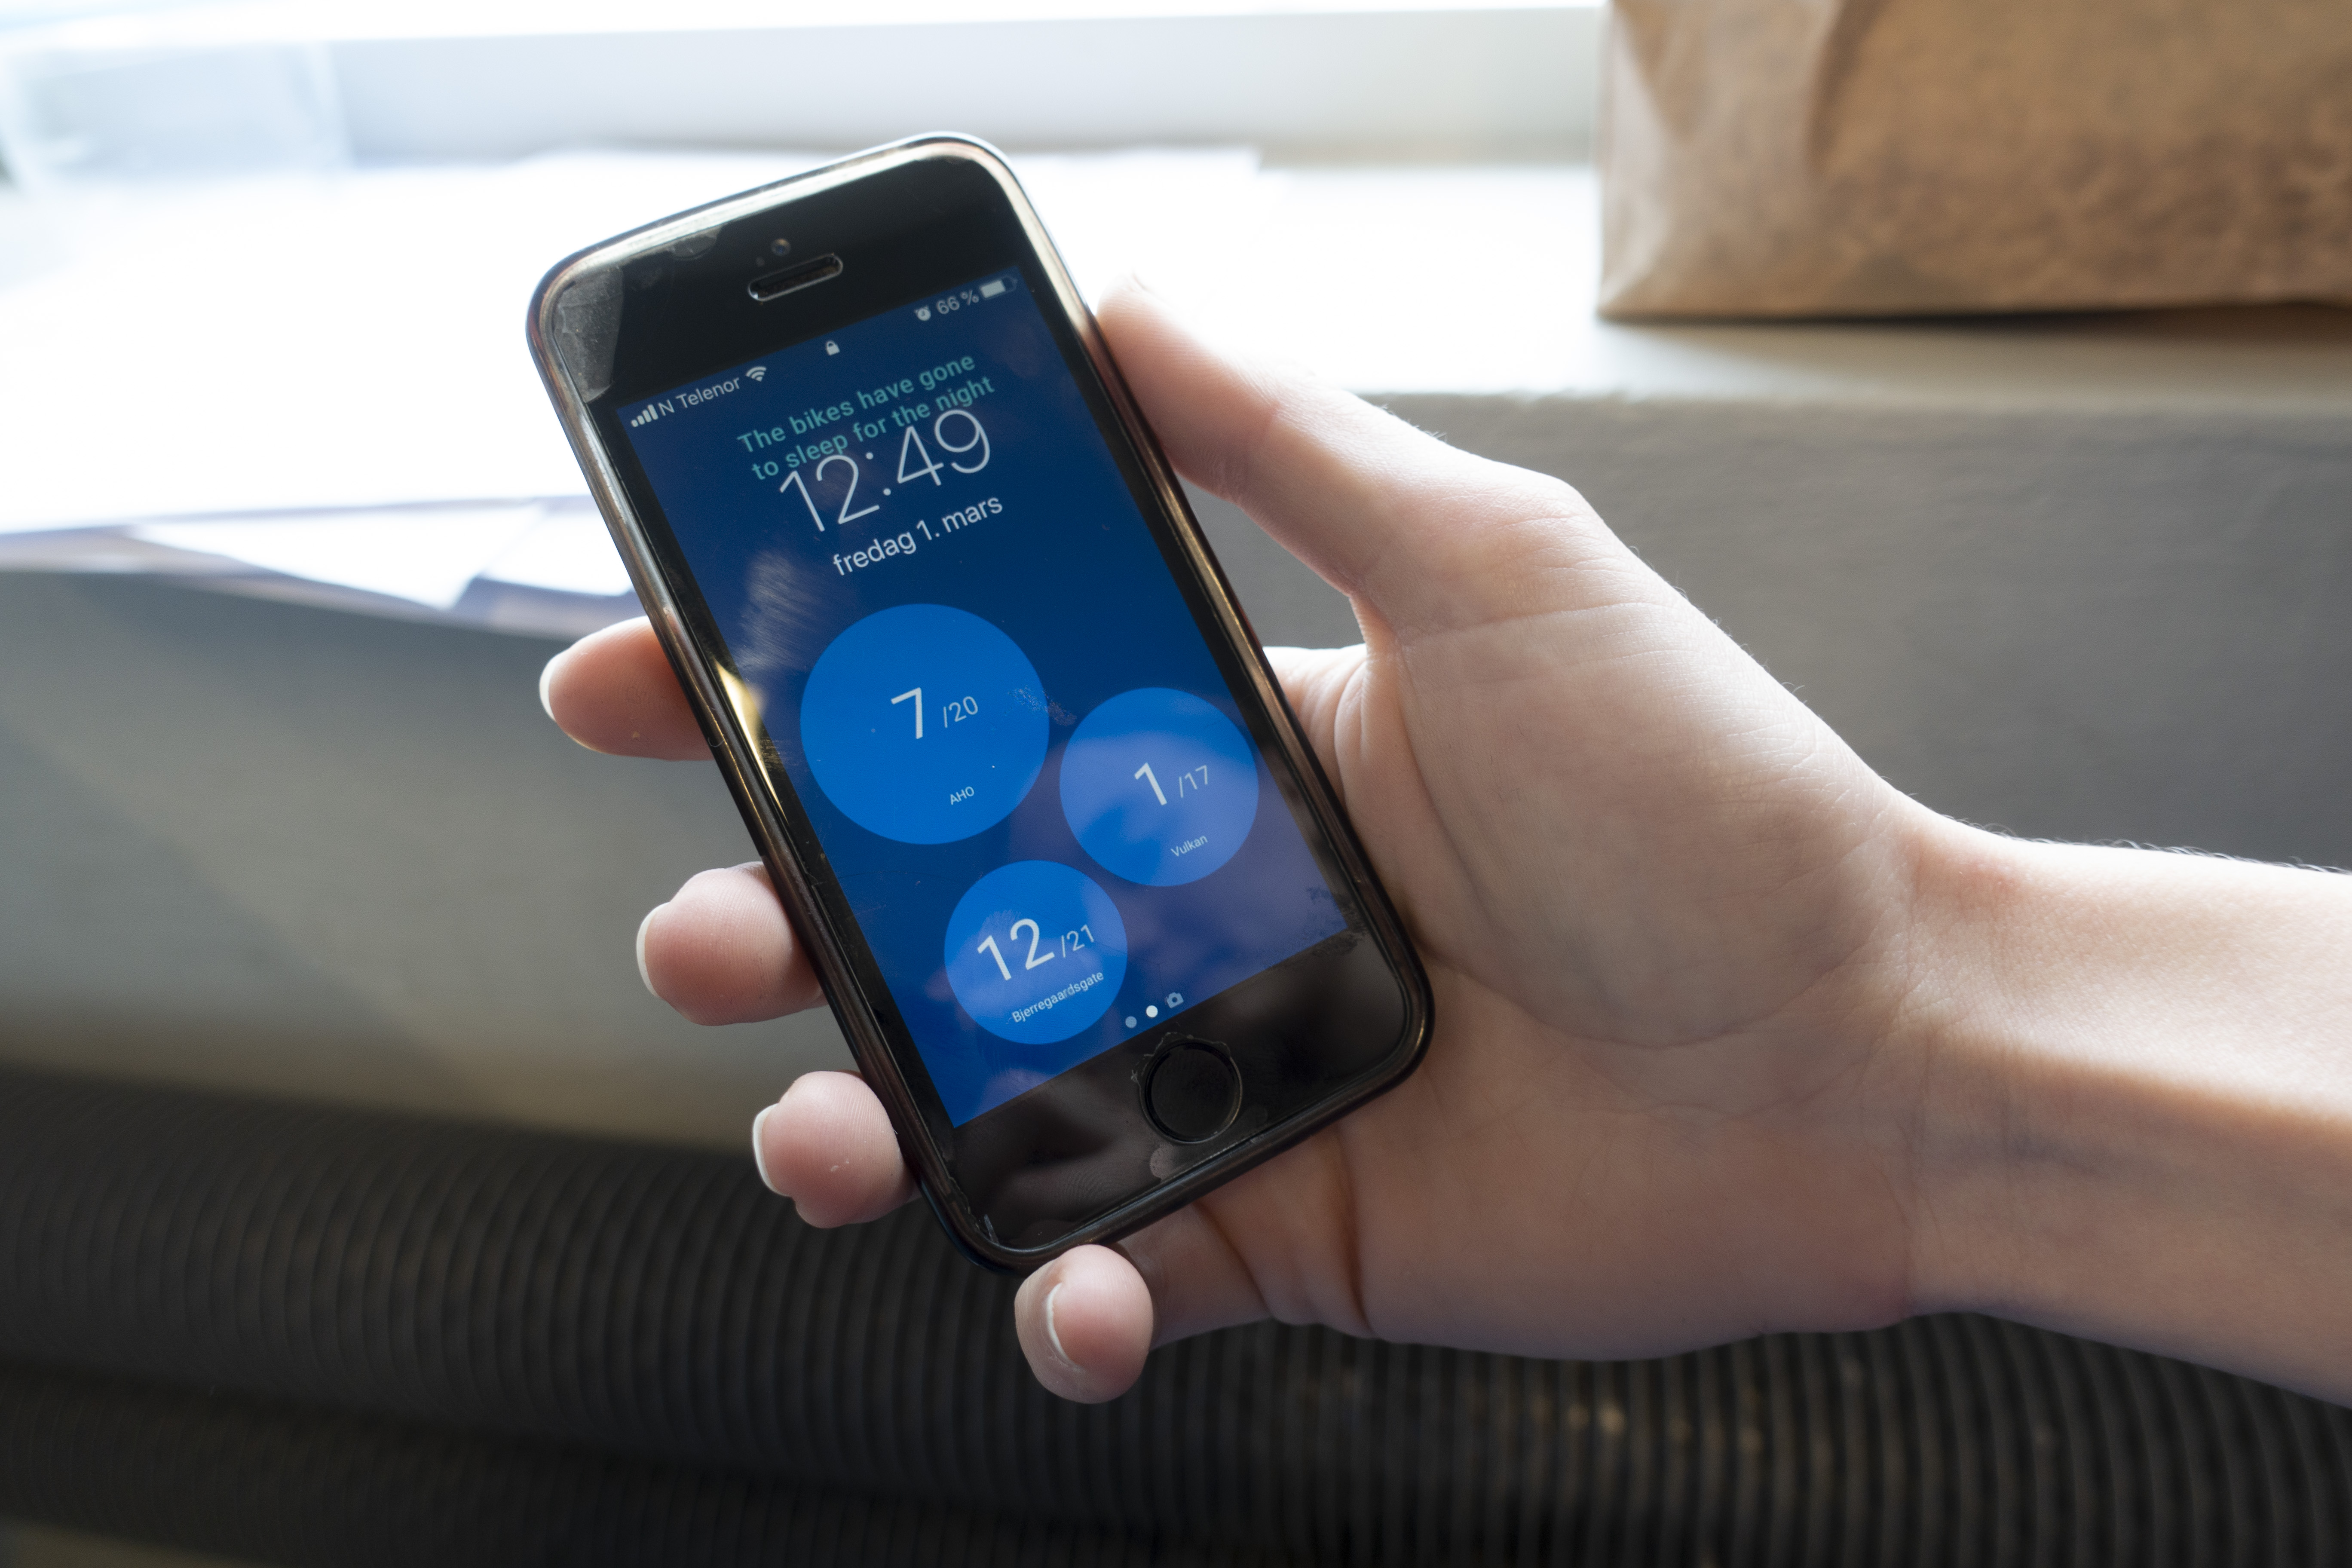 N Telenor
66 %
The bikes have gone
to sleep for the night
12:49
fredag 1. mars
7 /20
AHO
1 /17
Vulkan
12 /21
Bjerregaardsgate